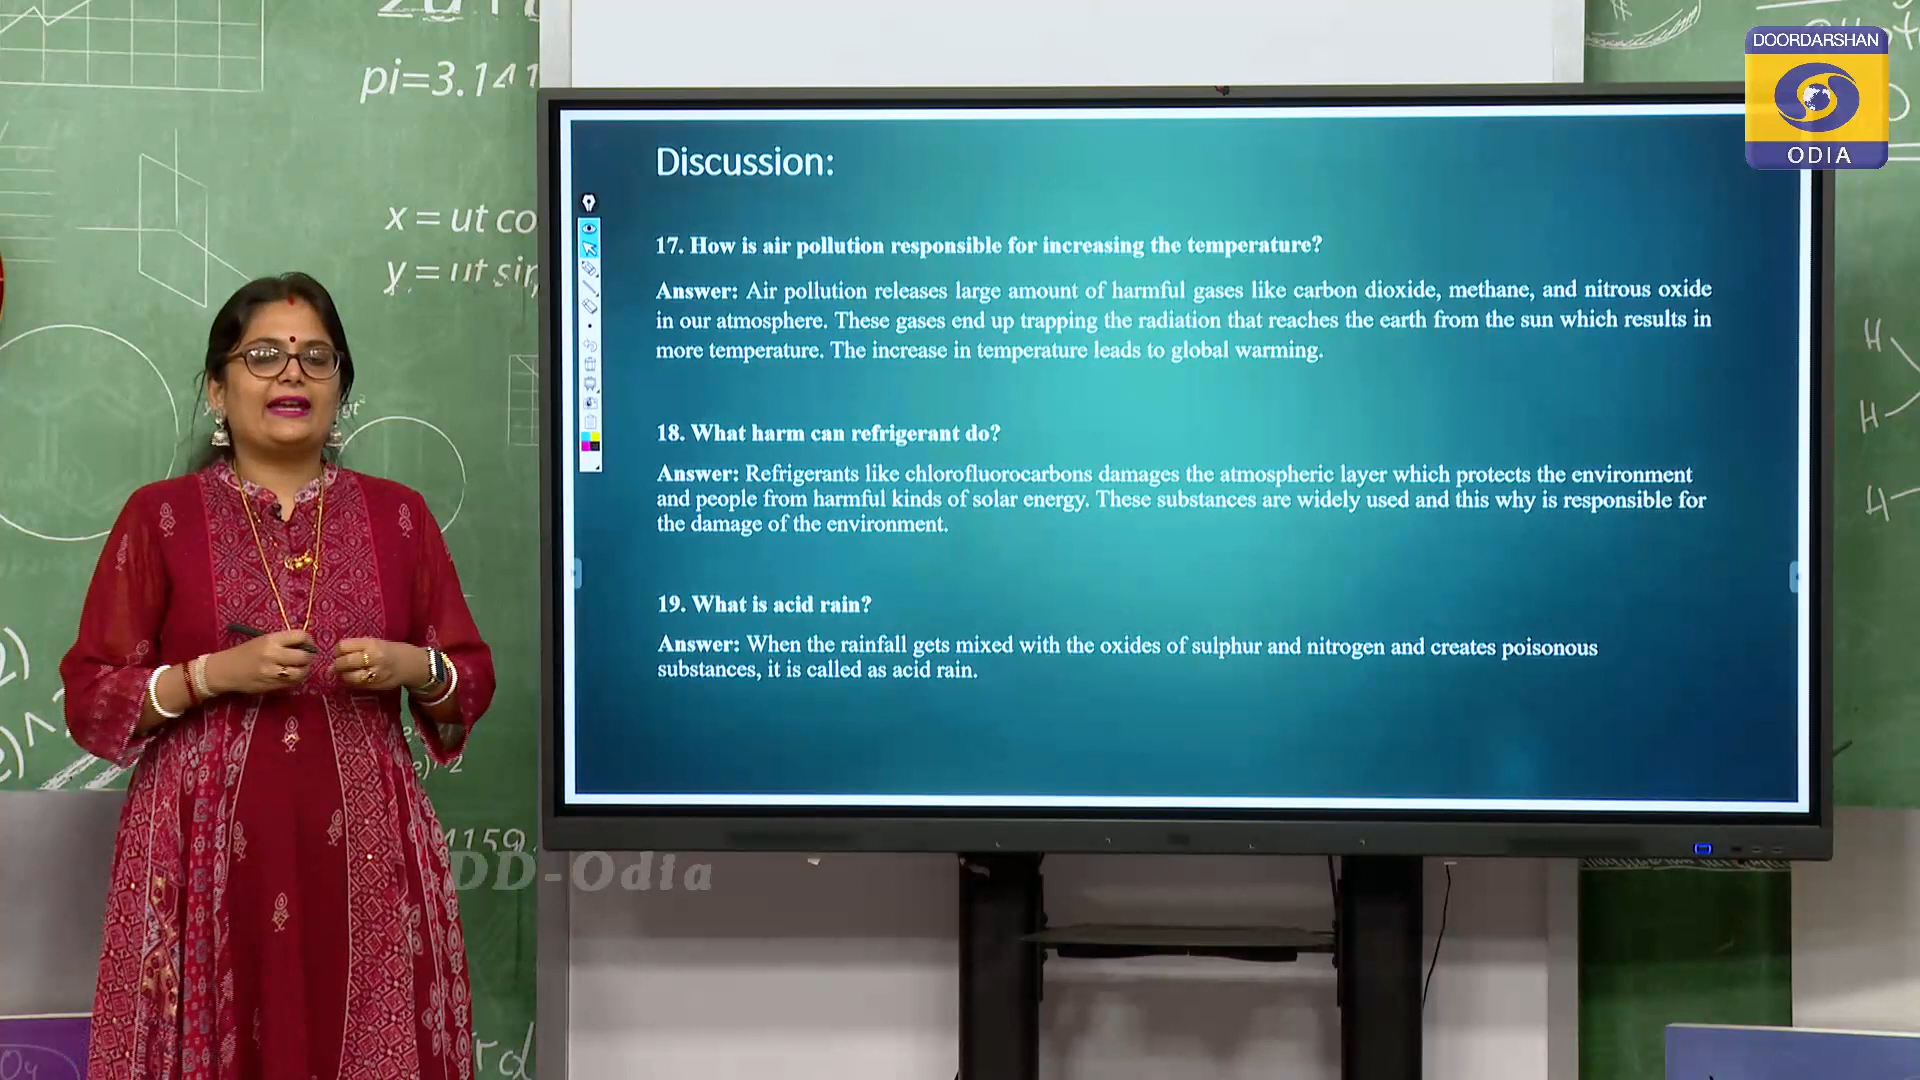 pi=3.141
x = ut co
y = ut sin
DOORDARSHAN
ODIA
Discussion:
17. How is air pollution responsible for increasing the temperature?
Answer: Air pollution releases large amount of harmful gases like carbon dioxide, methane, and nitrous oxide
in our atmosphere. These gases end up trapping the radiation that reaches the earth from the sun which results in
more temperature. The increase in temperature leads to global warming.
18. What harm can refrigerant do?
Answer: Refrigerants like chlorofluorocarbons damages the atmospheric layer which protects the environment
and people from harmful kinds of solar energy. These substances are widely used and this why is responsible for
the damage of the environment.
19. What is acid rain?
Answer: When the rainfall gets mixed with the oxides of sulphur and nitrogen and creates poisonous
substances, it is called as acid rain.
H
H
H
4159
DD-Odia